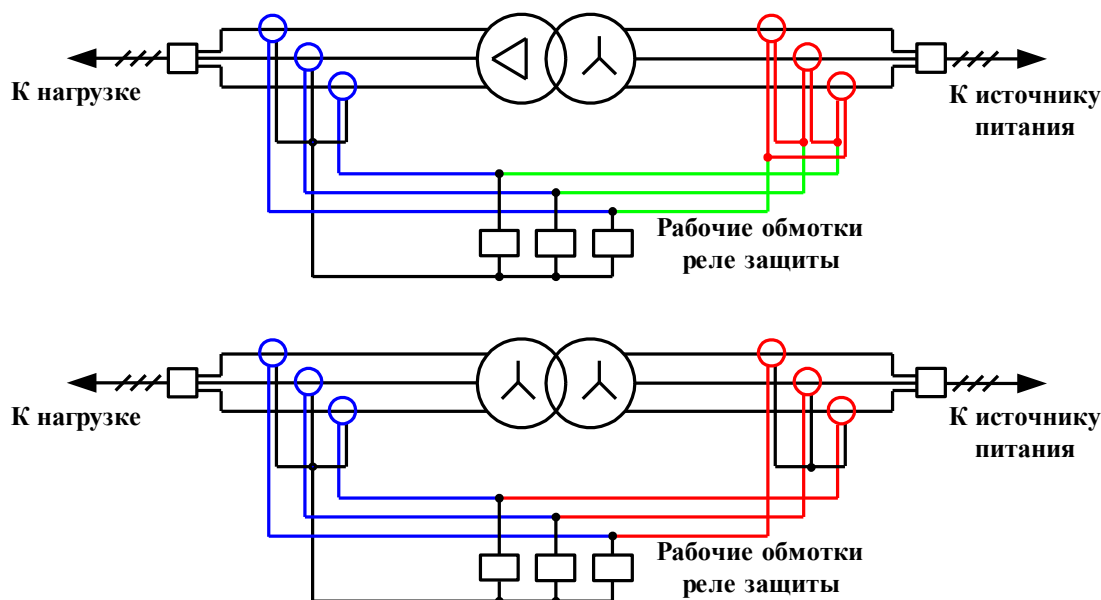 К нагрузке
К источнику
питания
Рабочие обмотки
реле защиты
К нагрузке
К источнику
питания
Рабочие обмотки
реле защиты